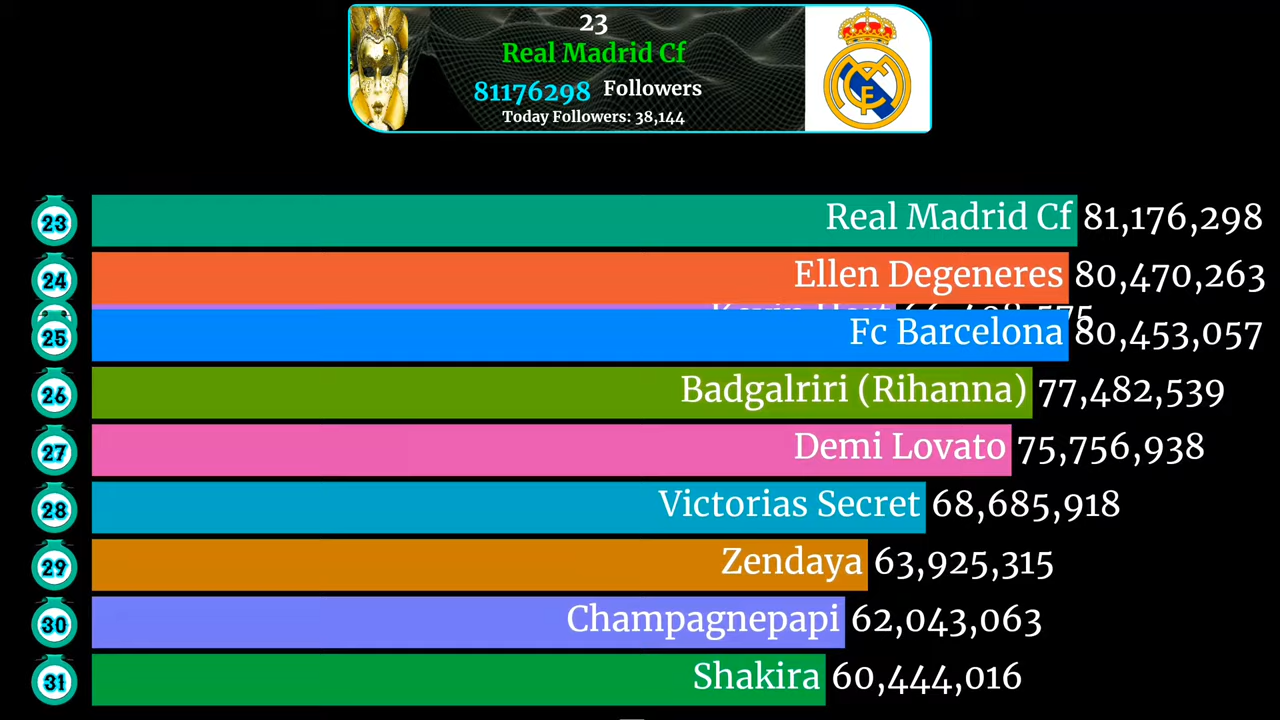 23
Real Madrid Cf
81176298 Followers
Today Followers: 38,144
23 Real Madrid Cf 81,176,298
24 Ellen Degeneres 80,470,263
25 Fc Barcelona 80,453,057
26 Badgalriri (Rihanna) 77,482,539
27 Demi Lovato 75,756,938
28 Victorias Secret 68,685,918
29 Zendaya 63,925,315
30 Champagnepapi 62,043,063
31 Shakira 60,444,016